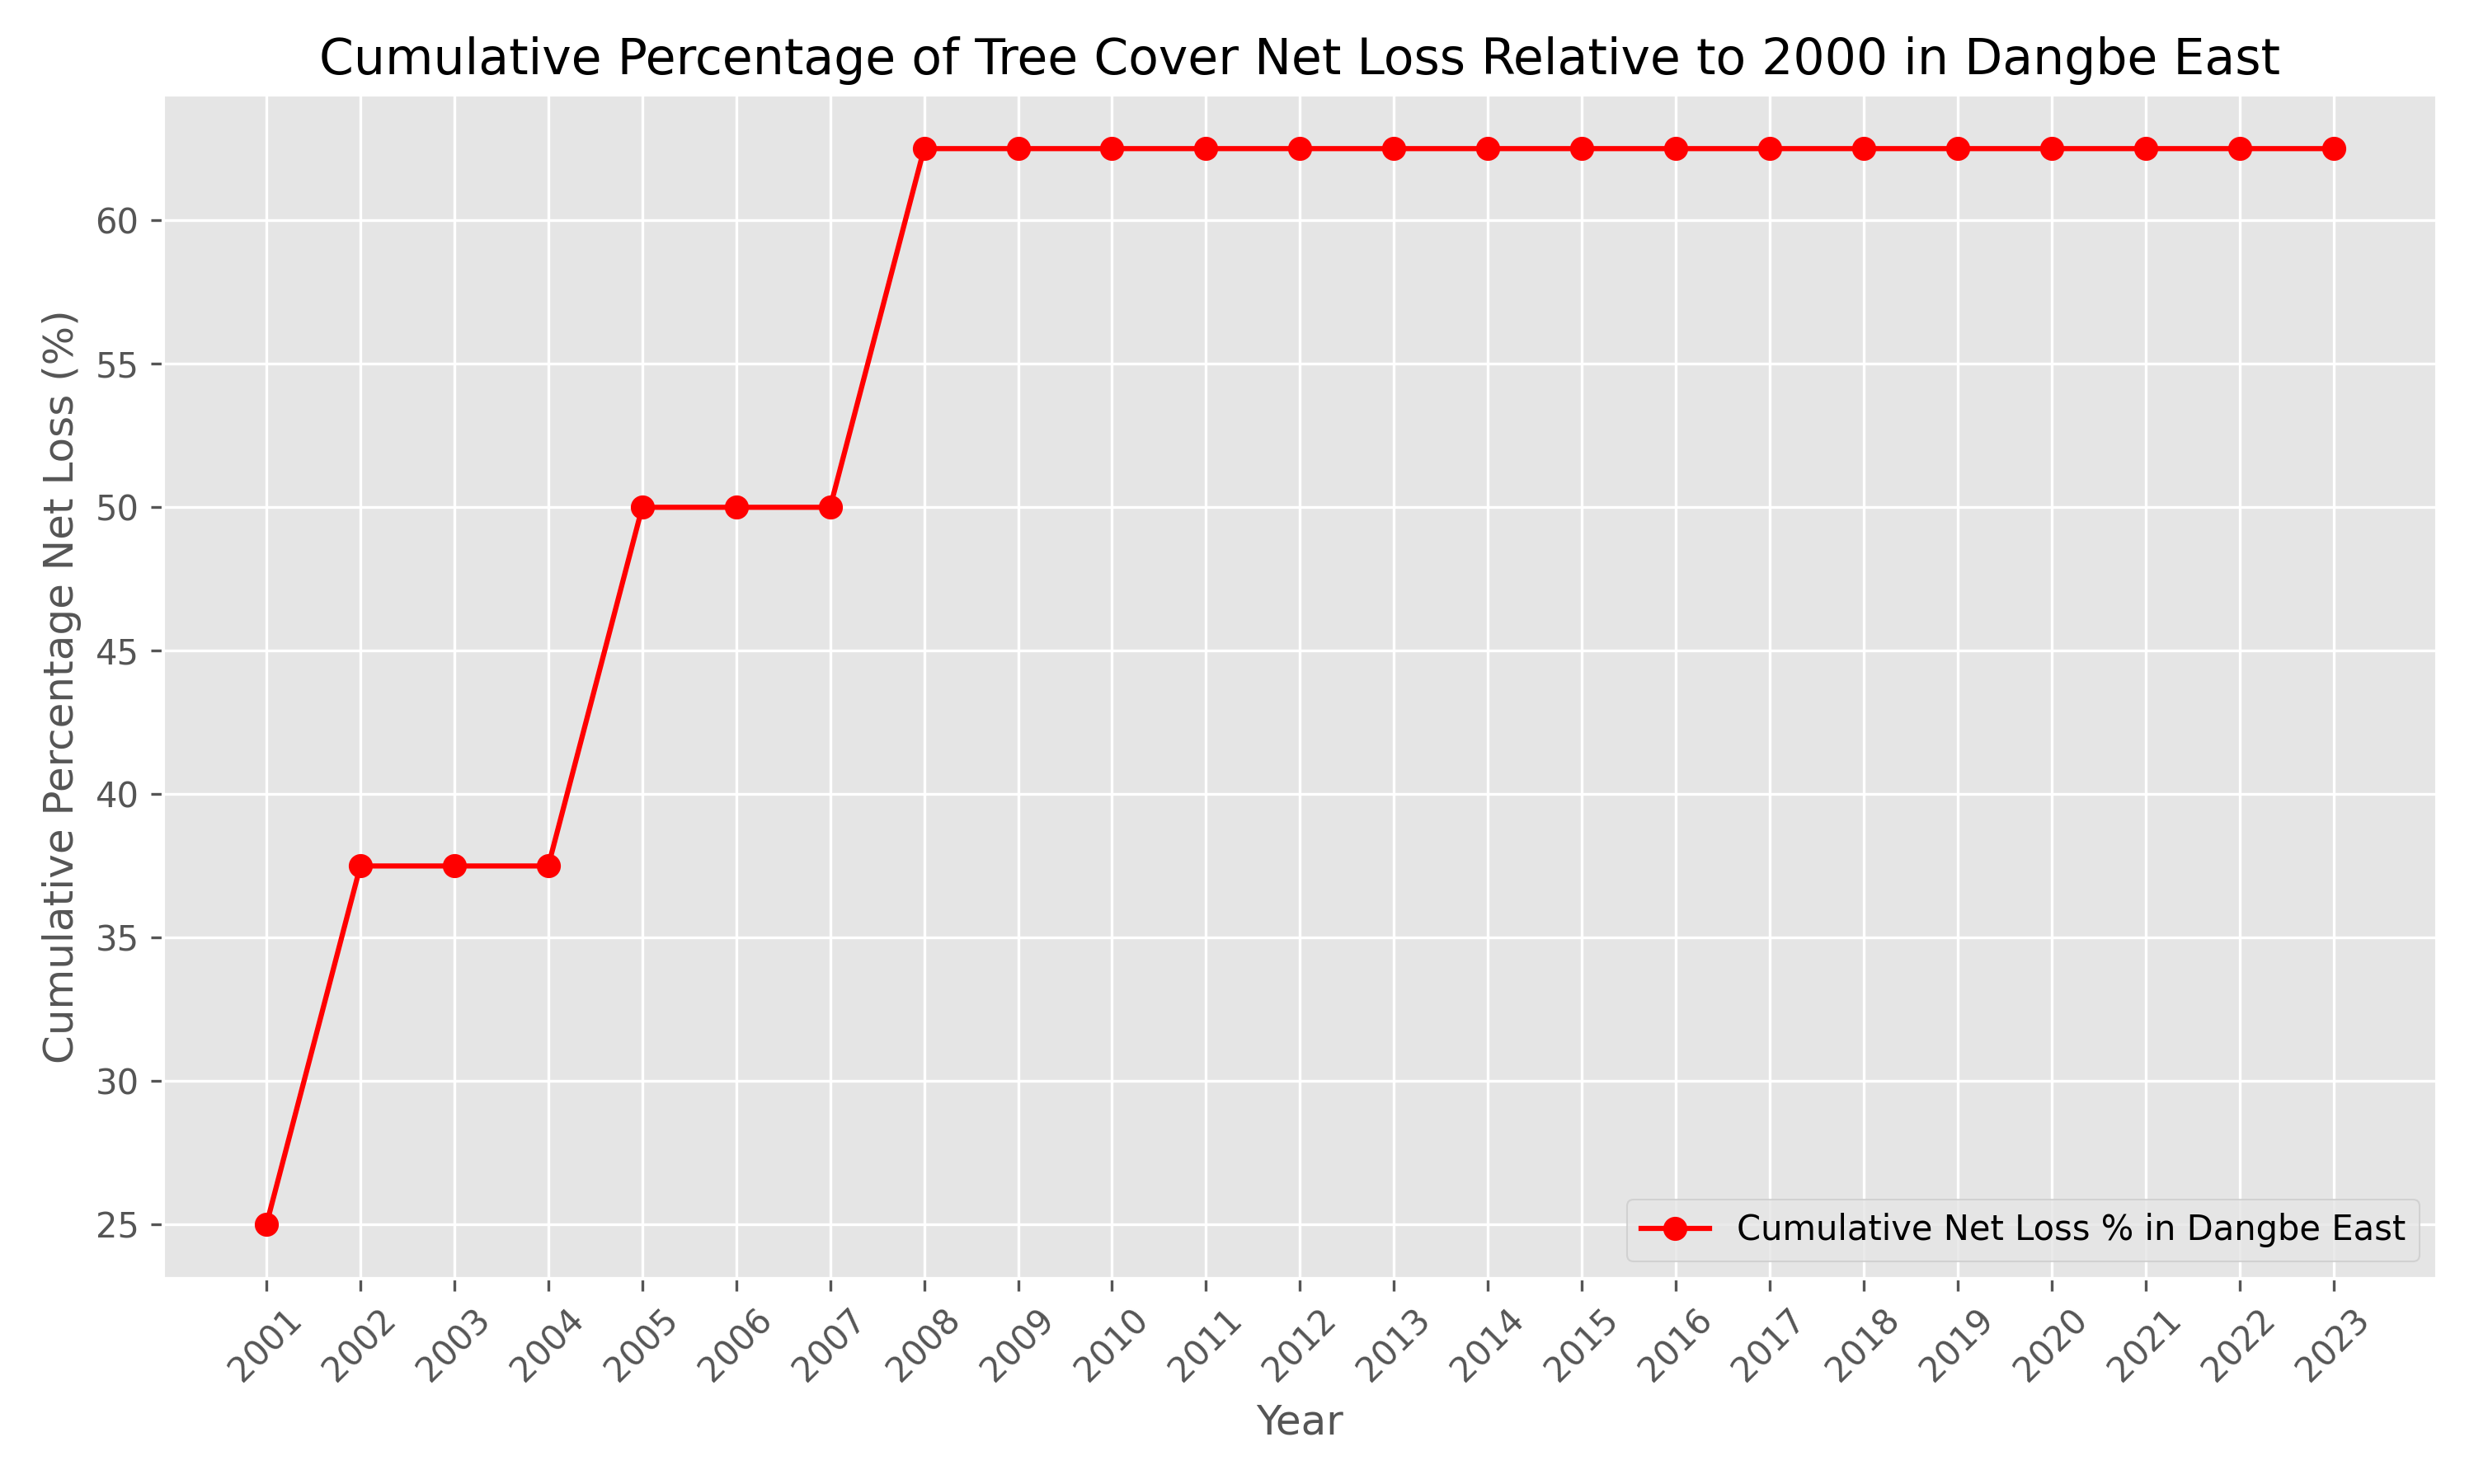 Cumulative Percentage of Tree Cover Net Loss Relative to 2000 in Dangbe East
Cumulative Percentage Net Loss (%)
60
55
50
45
40
35
30
25
Cumulative Net Loss % in Dangbe East
2001 2002 2003 2004 2005 2006 2007 2008 2009 2010 2011 2012 2013 2014 2015 2016 2017 2018 2019 2020 2021 2022 2023
Year